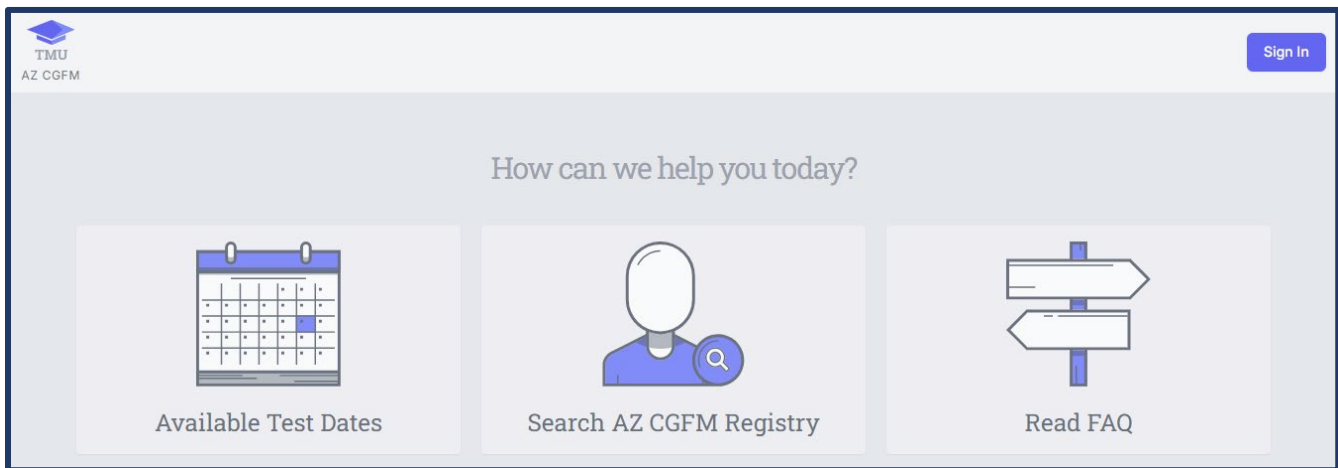 TMU
AZ CGFM
Sign In
How can we help you today?
Available Test Dates
Search AZ CGFM Registry
Read FAQ